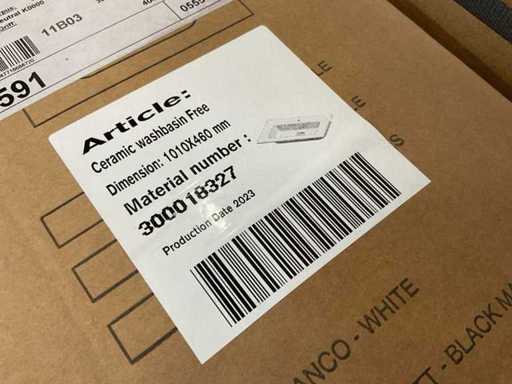 11B03
591
Article:
Ceramic washbasin Free
Dimension: 1010X460 mm
Material number :
300018327
Production Date 2023
ANCO - WHITE
TT - BLACK MA